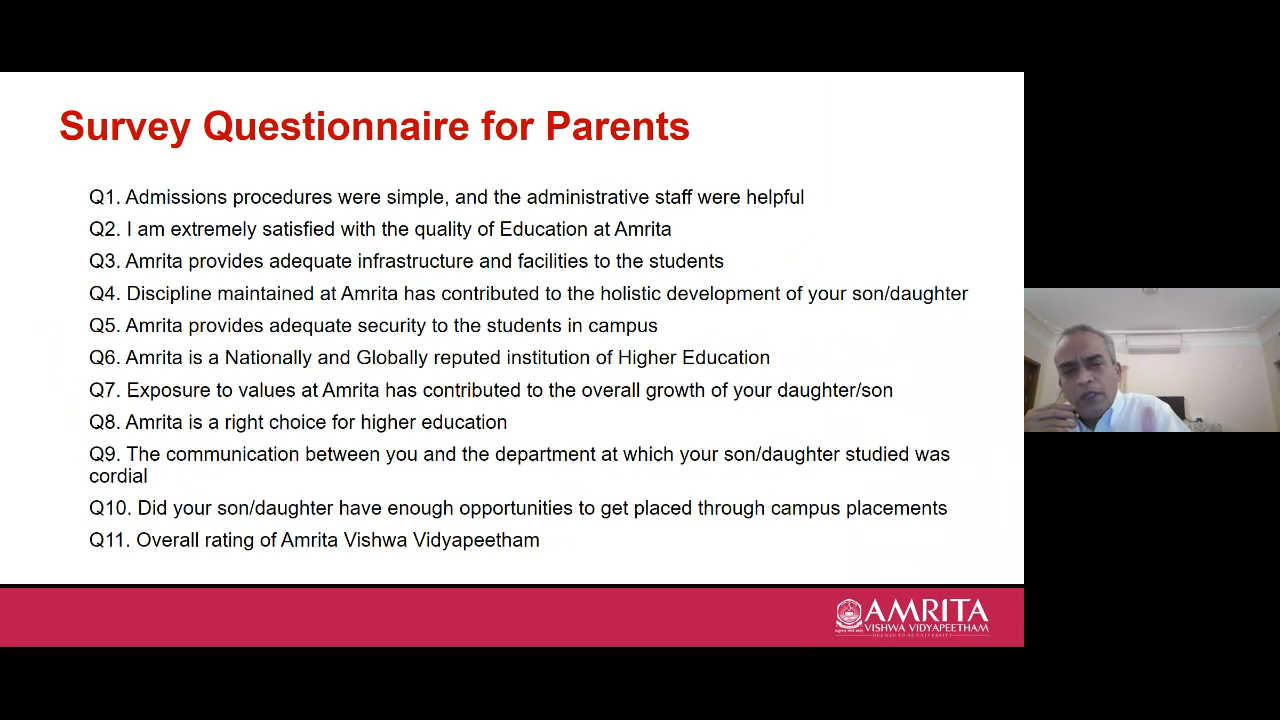 Survey Questionnaire for Parents
Q1. Admissions procedures were simple, and the administrative staff were helpful
Q2. I am extremely satisfied with the quality of Education at Amrita
Q3. Amrita provides adequate infrastructure and facilities to the students
Q4. Discipline maintained at Amrita has contributed to the holistic development of your son/daughter
Q5. Amrita provides adequate security to the students in campus
Q6. Amrita is a Nationally and Globally reputed institution of Higher Education
Q7. Exposure to values at Amrita has contributed to the overall growth of your daughter/son
Q8. Amrita is a right choice for higher education
Q9. The communication between you and the department at which your son/daughter studied was
cordial
Q10. Did your son/daughter have enough opportunities to get placed through campus placements
Q11. Overall rating of Amrita Vishwa Vidyapeetham
AMRITA
VISHWA VIDYAPEETHAM